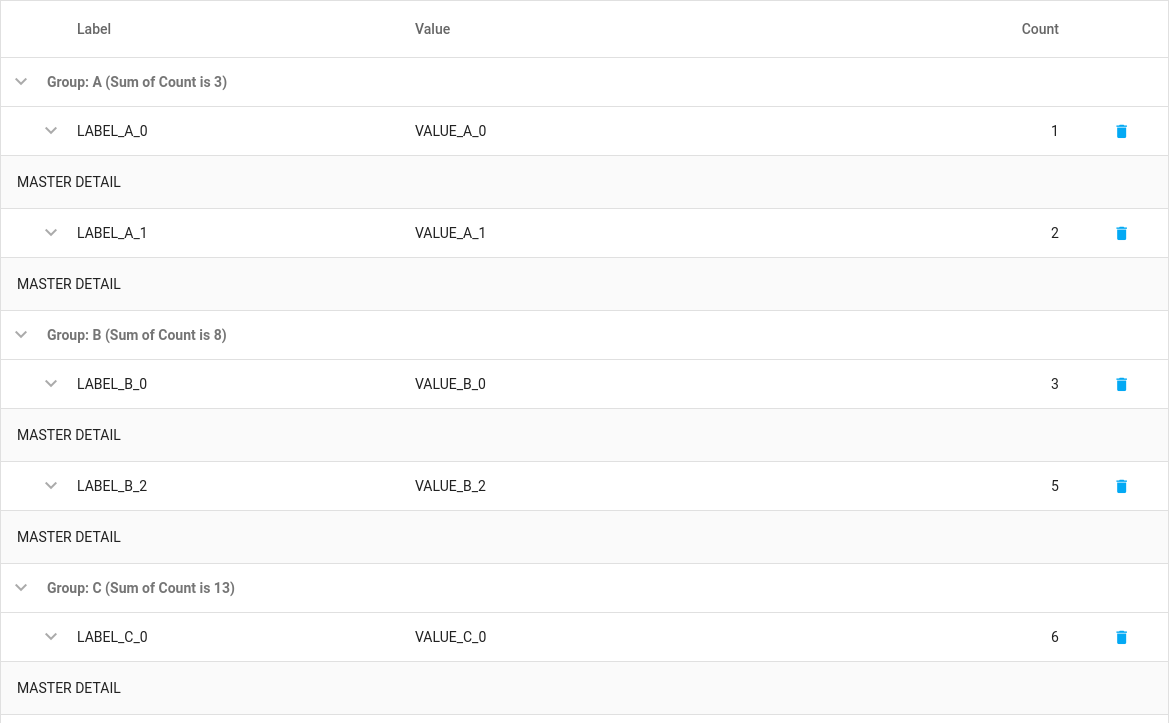 Label Value Count
Group: A (Sum of Count is 3)
LABEL_A_0 VALUE_A_0 1
MASTER DETAIL
LABEL_A_1 VALUE_A_1 2
MASTER DETAIL
Group: B (Sum of Count is 8)
LABEL_B_0 VALUE_B_0 3
MASTER DETAIL
LABEL_B_2 VALUE_B_2 5
MASTER DETAIL
Group: C (Sum of Count is 13)
LABEL_C_0 VALUE_C_0 6
MASTER DETAIL